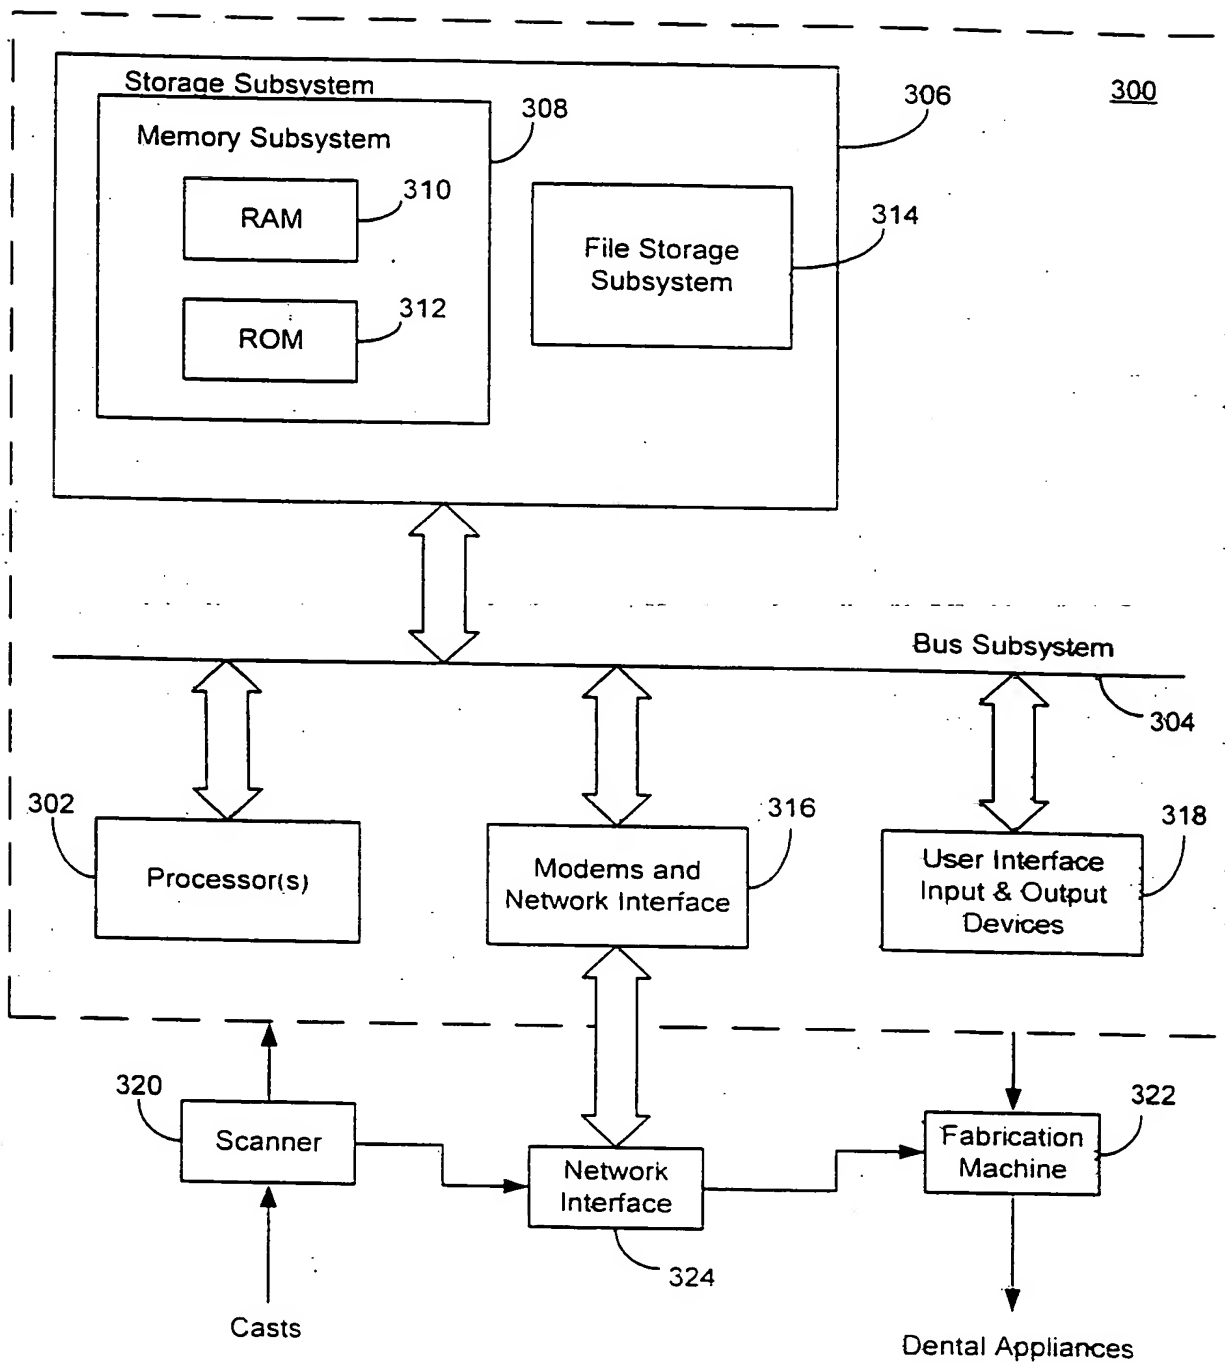 300
Storage Subsystem
306
308
Memory Subsystem
310
RAM
314
File Storage
Subsystem
312
ROM
Bus Subsystem
304
302
Processor(s)
316
Modems and
Network Interface
318
User Interface
Input & Output
Devices
320
Scanner
322
Fabrication
Machine
Network
Interface
324
Casts
Dental Appliances